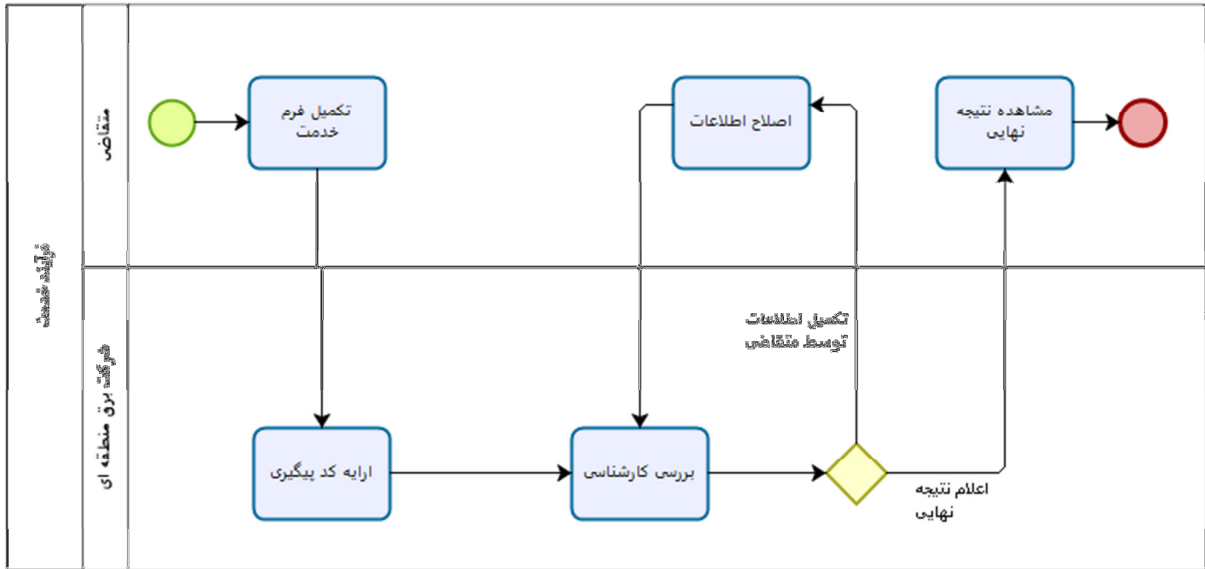 فرآیند خدمت
متقاضی
تکمیل فرم
خدمت
اصلاح اطلاعات
مشاهده نتیجه
نهایی
شرکت برق منطقه ای
تکمیل اطلاعات
توسط متقاضی
ارایه کد پیگیری
بررسی کارشناسی
اعلام نتیجه
نهایی